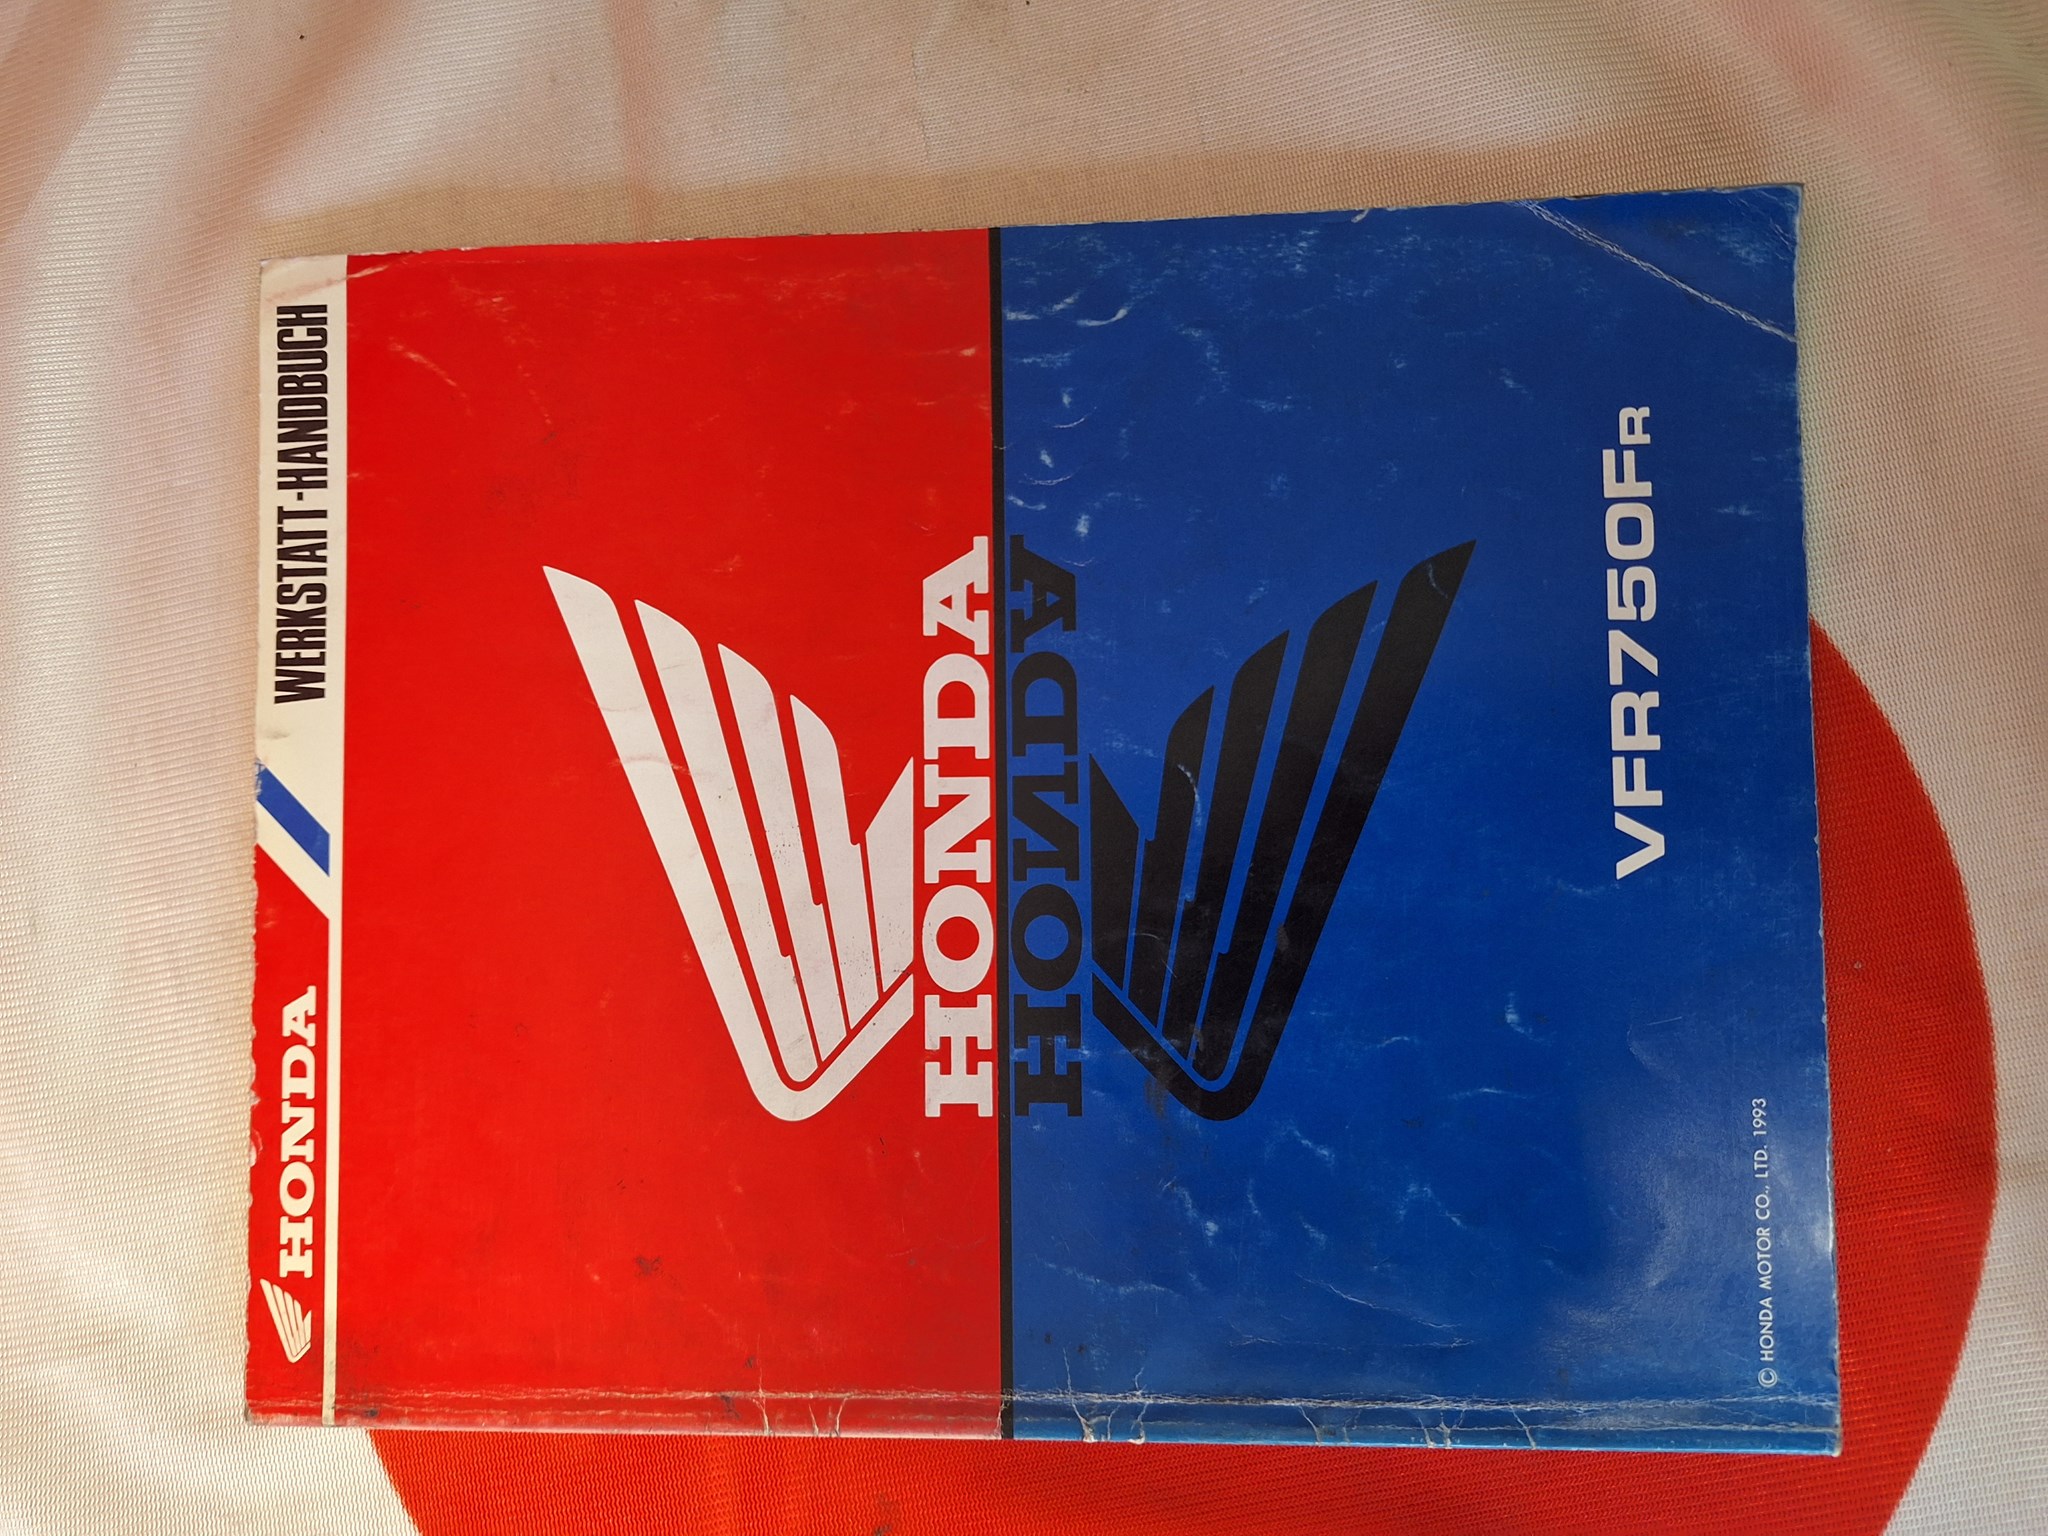 HONDA
WERKSTATT-HANDBUCH
HONDA
HONDA
VFR750FR
© HONDA MOTOR CO., LTD. 1993